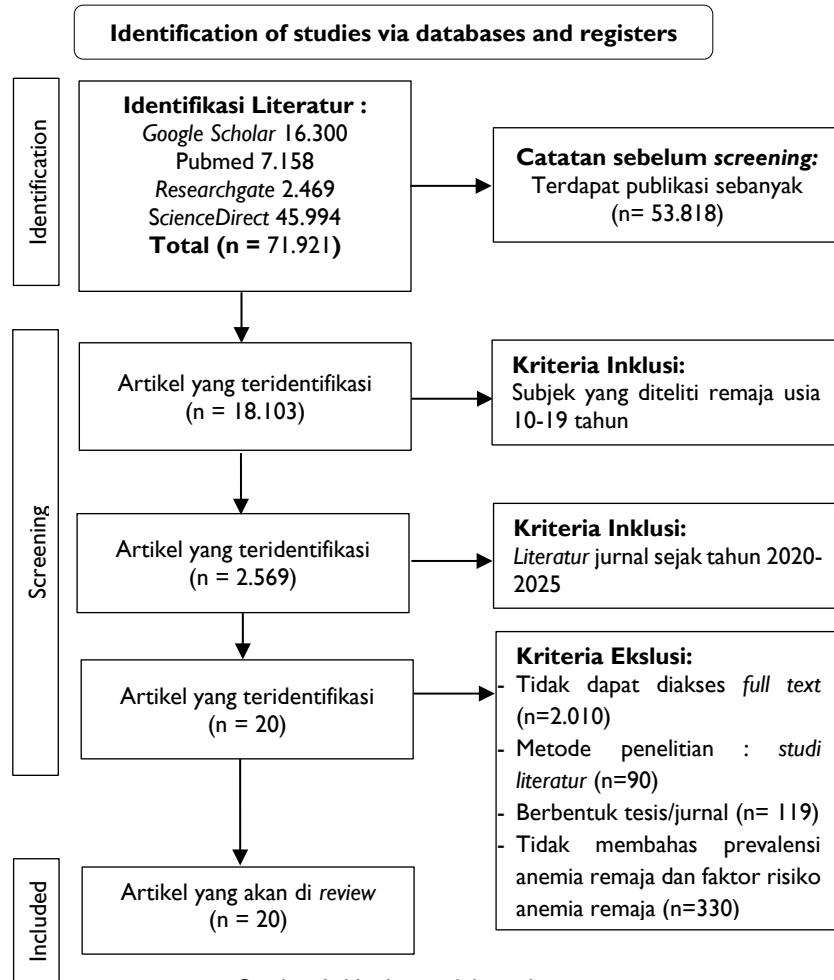 Identification of studies via databases and registers
Identification
Identifikasi Literatur :
Google Scholar 16.300
Pubmed 7.158
Researchgate 2.469
ScienceDirect 45.994
Total (n = 71.921)
Catatan sebelum screening:
Terdapat publikasi sebanyak
(n= 53.818)
Screening
Artikel yang teridentifikasi
(n = 18.103)
Kriteria Inklusi:
Subjek yang diteliti remaja usia
10-19 tahun
Artikel yang teridentifikasi
(n = 2.569)
Kriteria Inklusi:
Literatur jurnal sejak tahun 2020-
2025
Artikel yang teridentifikasi
(n = 20)
Kriteria Ekslusi:
- Tidak dapat diakses full text
(n=2.010)
- Metode penelitian : studi
literatur (n=90)
- Berbentuk tesis/jurnal (n= 119)
- Tidak membahas prevalensi
anemia remaja dan faktor risiko
anemia remaja (n=330)
Included
Artikel yang akan di review
(n = 20)